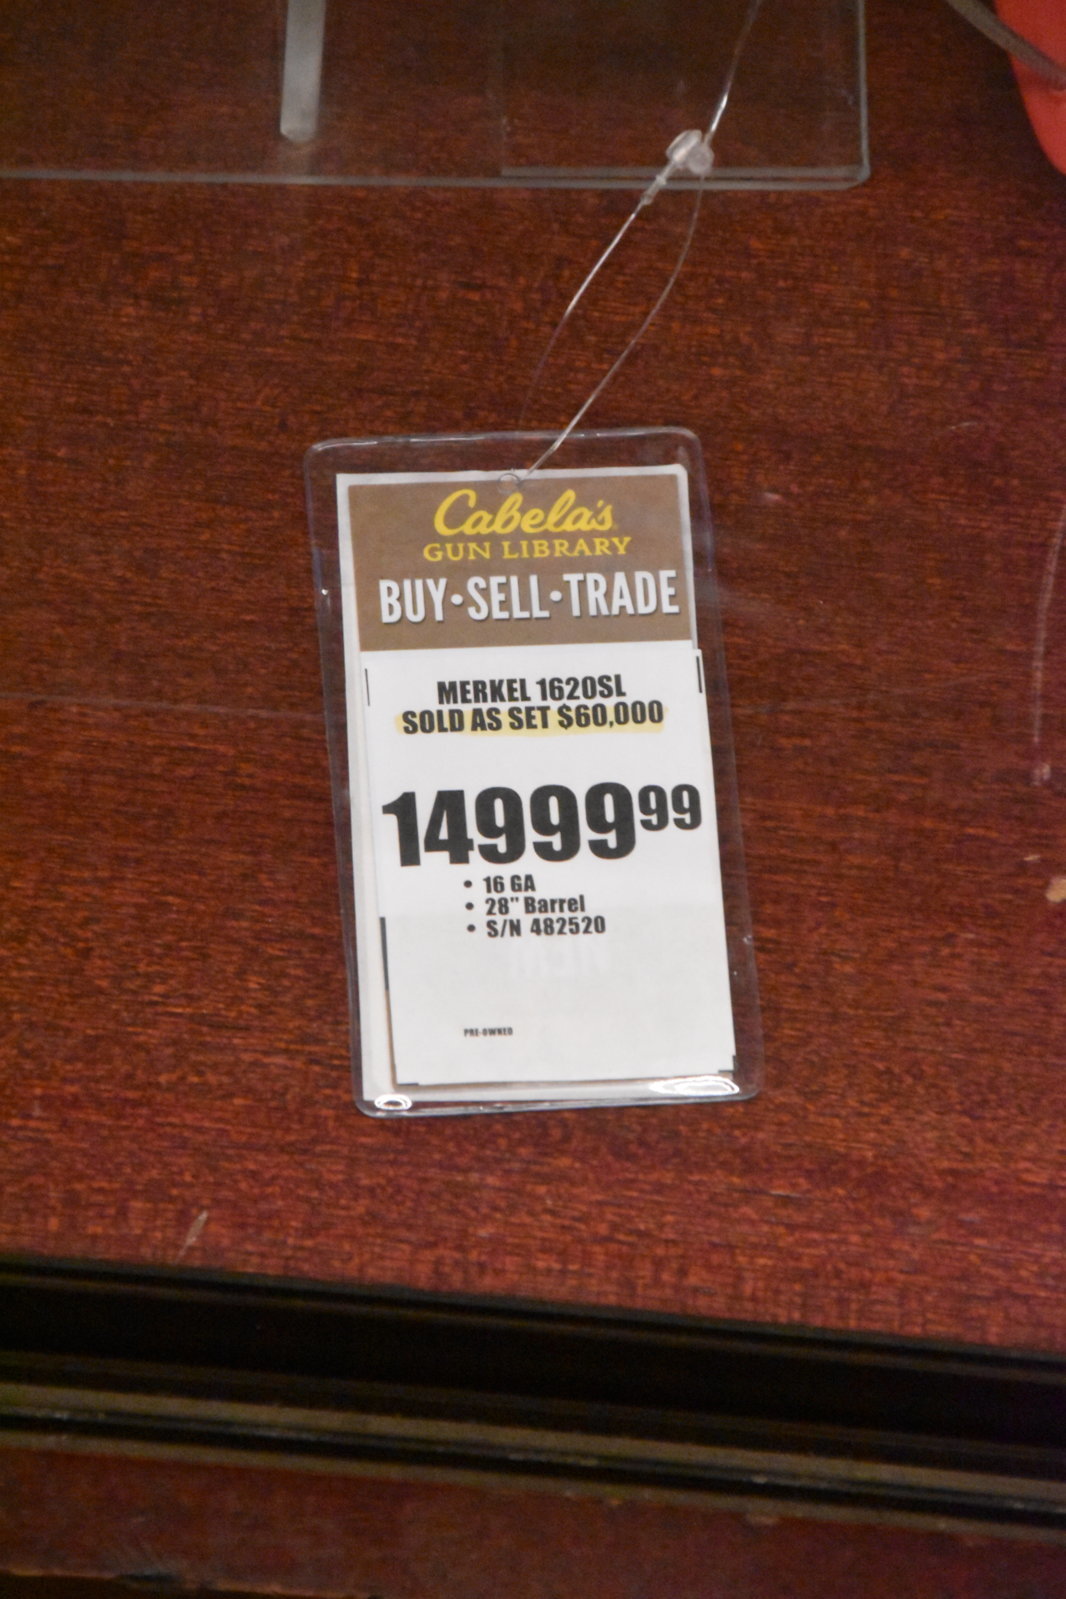 Cabela's
GUN LIBRARY
BUY·SELL·TRADE
MERKEL 1620SL
SOLD AS SET $60,000
14999 99
• 16 GA
• 28" Barrel
• S/N 482520
PRE-OWNED